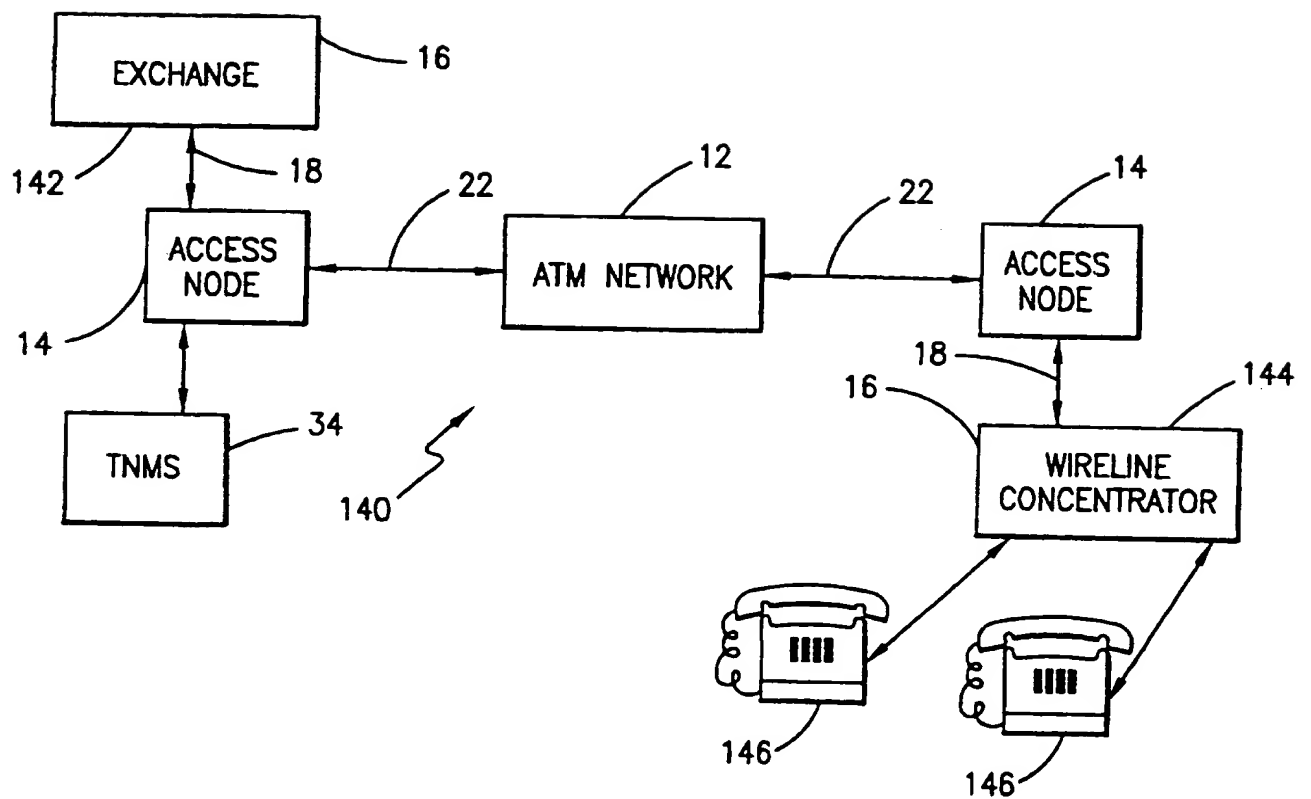 EXCHANGE
16
142
18
ACCESS
NODE
14
22
12
ATM NETWORK
22
14
ACCESS
NODE
18
16
144
WIRELINE
CONCENTRATOR
34
TNMS
140
146
146